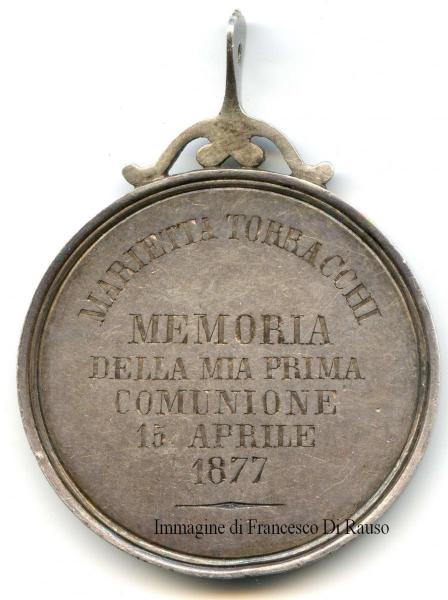 MARIETTA TORRACCHI
MEMORIA
DELLA MIA PRIMA
COMUNIONE
15 APRILE
1877
Immagine di Francesco Di Rauso